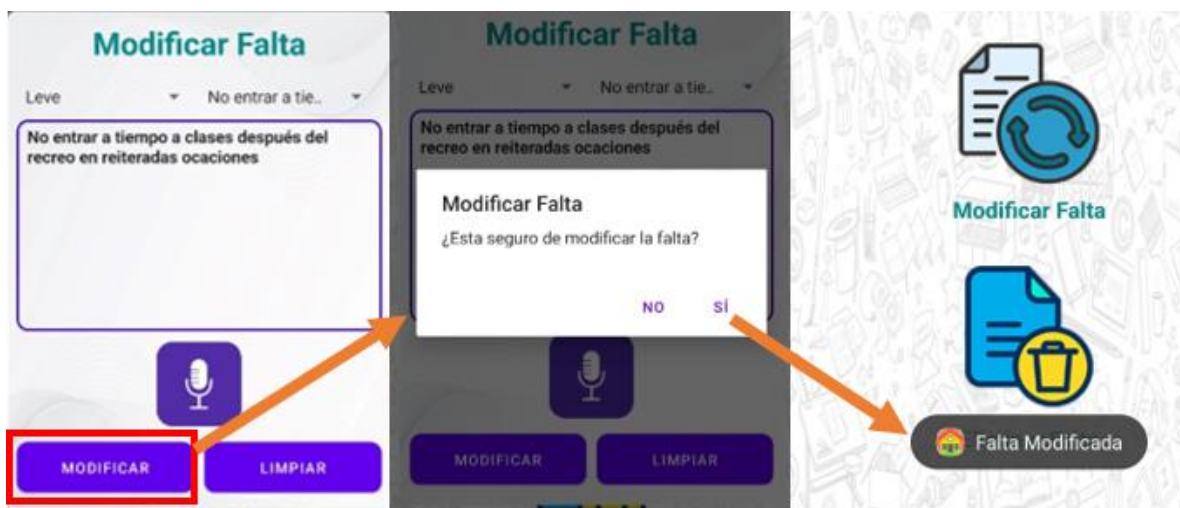 Modificar Falta
Leve
No entrar a tie..
No entrar a tiempo a clases después del
recreo en reiteradas ocaciones
MODIFICAR
LIMPIAR
Modificar Falta
Leve
No entrar a tie..
No entrar a tiempo a clases después del
recreo en reiteradas ocaciones
Modificar Falta
¿Esta seguro de modificar la falta?
NO
SÍ
MODIFICAR
LIMPIAR
Modificar Falta
Falta Modificada